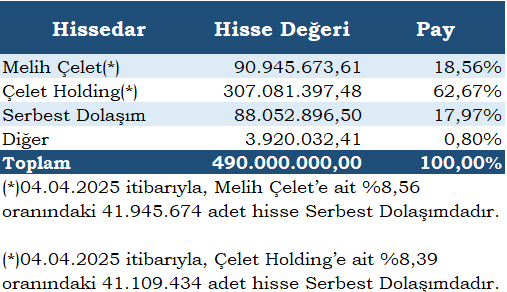 Hissedar Hisse Değeri Pay
Melih Çelet(*) 90.945.673,61 18,56%
Çelet Holding(*) 307.081.397,48 62,67%
Serbest Dolaşım 88.052.896,50 17,97%
Diğer 3.920.032,41 0,80%
Toplam 490.000.000,00 100,00%
(*)04.04.2025 itibarıyla, Melih Çelet’e ait %8,56
oranındaki 41.945.674 adet hisse Serbest Dolaşımdadır.
(*)04.04.2025 itibarıyla, Çelet Holding’e ait %8,39
oranındaki 41.109.434 adet hisse Serbest Dolaşımdadır.